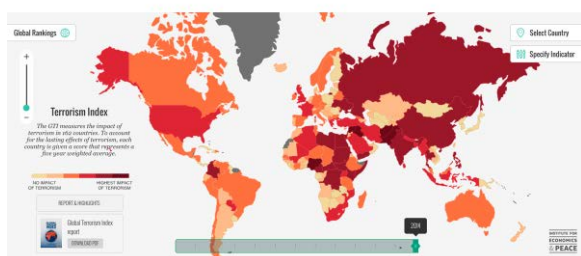 Global Rankings
Select Country
Specify Indicator
+
−
Terrorism Index
The GTI measures the impact of
terrorism in 162 countries. To account
for the lasting effects of terrorism, each
country is given a score that represents a
five year weighted average.
NO IMPACT OF TERRORISM
HIGHEST IMPACT OF TERRORISM
REPORT & HIGHLIGHTS
Global Terrorism Index
report
DOWNLOAD PDF
2014
INSTITUTE FOR
ECONOMICS
& PEACE